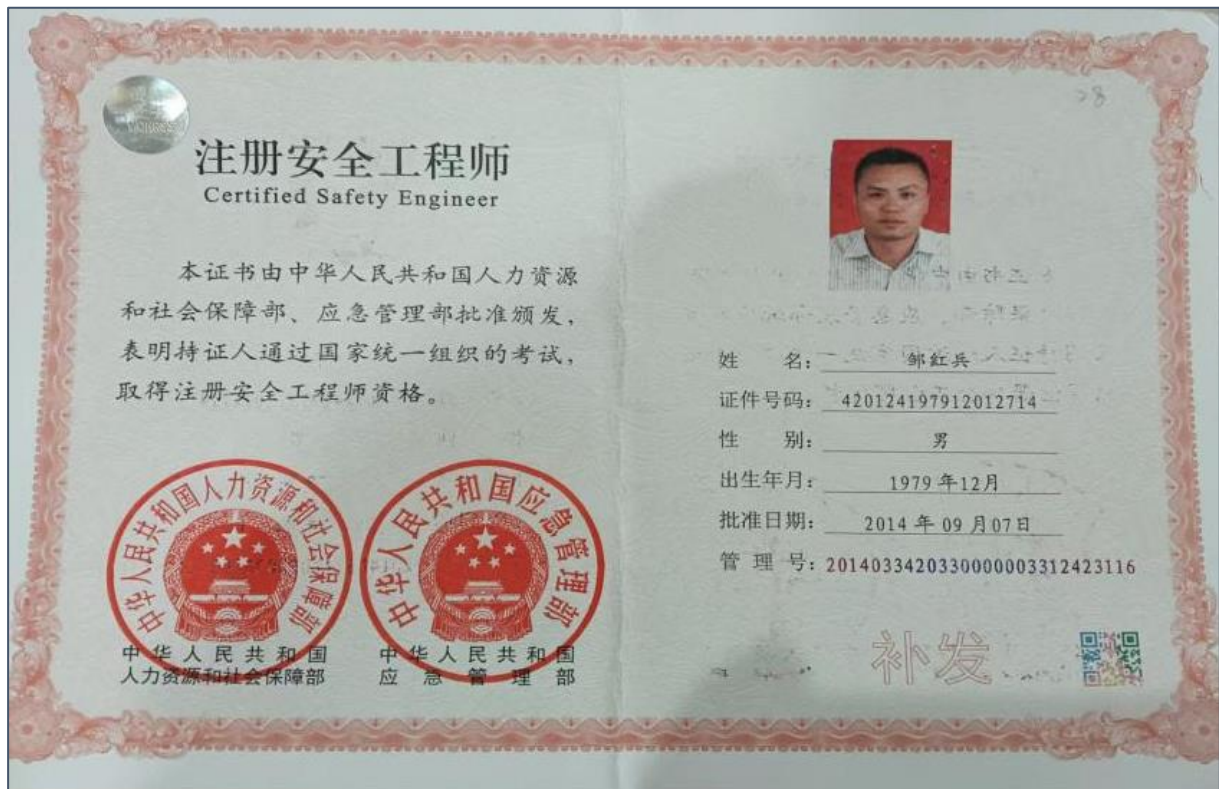 注册安全工程师
Certified Safety Engineer
本证书由中华人民共和国人力资源
和社会保障部、应急管理部批准颁发，
表明持证人通过国家统一组织的考试，
取得注册安全工程师资格。
中华人民共和国人力资源和社会保障部
中华人民共和国应急管理部
中华人民共和国
人力资源和社会保障部
中华人民共和国
应急管理部
28
姓 名：邹红兵
证件号码：420124197912012714
性 别：男
出生年月：1979年12月
批准日期：2014年09月07日
管 理 号：2014033420330000003312423116
补发